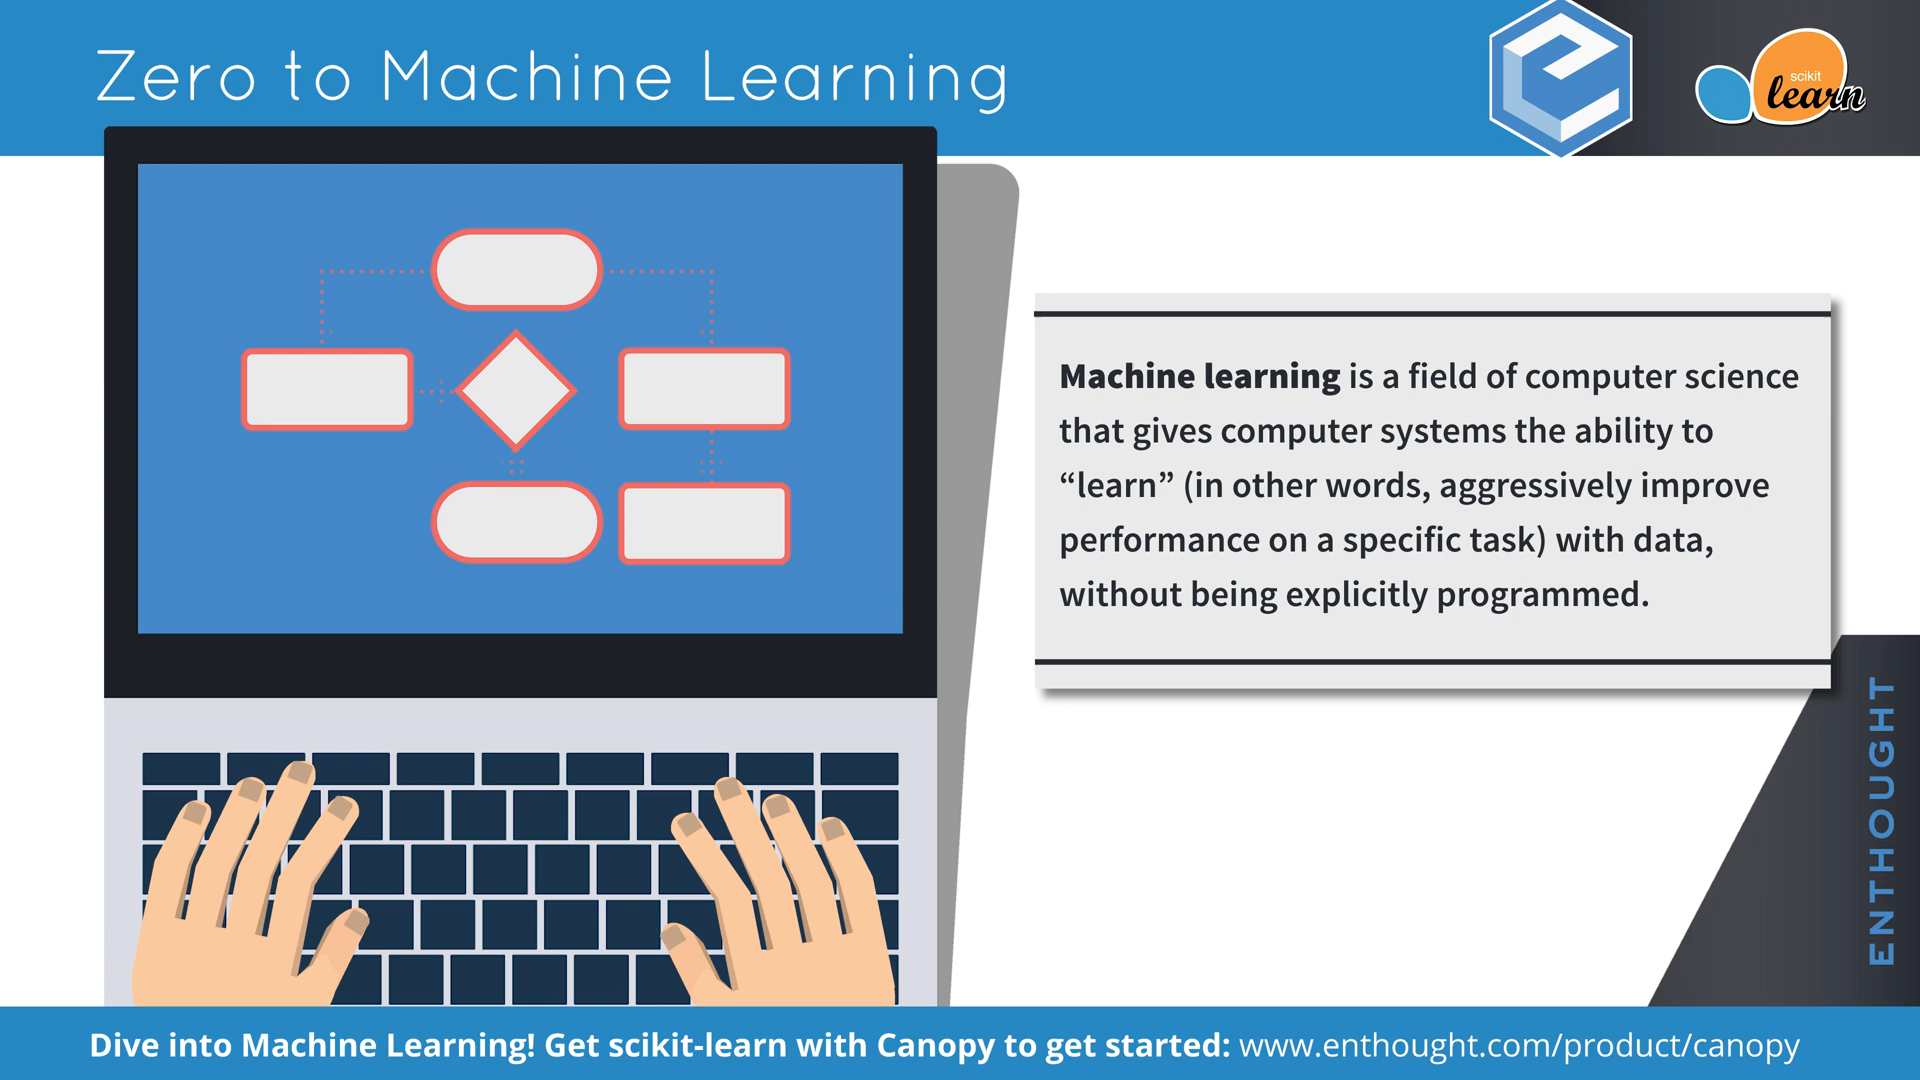 Zero to Machine Learning
scikit
learn
Machine learning is a field of computer science
that gives computer systems the ability to
“learn” (in other words, aggressively improve
performance on a specific task) with data,
without being explicitly programmed.
ENTHOUGHT
Dive into Machine Learning! Get scikit-learn with Canopy to get started: www.enthought.com/product/canopy